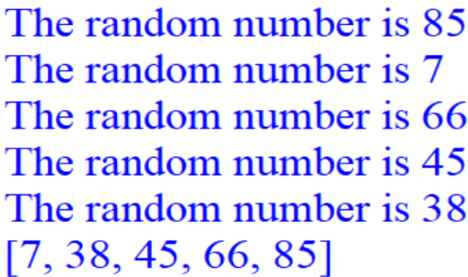 The random number is 85
The random number is 7
The random number is 66
The random number is 45
The random number is 38
[7, 38, 45, 66, 85]